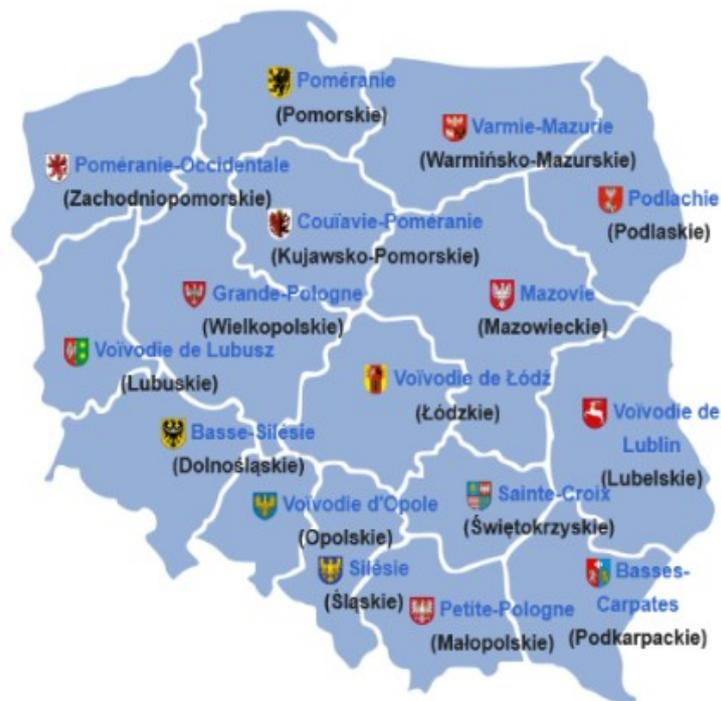 Poméranie
(Pomorskie)
Varmie-Mazurie
(Warmińsko-Mazurskie)
Poméranie-Occidentale
(Zachodniopomorskie)
Podlachie
(Podlaskie)
Couïavie-Poméranie
(Kujawsko-Pomorskie)
Grande-Pologne
(Wielkopolskie)
Mazovie
(Mazowieckie)
Voïvodie de Lubusz
(Lubuskie)
Voïvodie de Łódź
(Łódzkie)
Voïvodie de
Lublin
(Lubelskie)
Basse-Silésie
(Dolnośląskie)
Voïvodie d'Opole
(Opolskie)
Sainte-Croix
(Świętokrzyskie)
Silésie
(Śląskie)
Petite-Pologne
(Małopolskie)
Basses-
Carpates
(Podkarpackie)